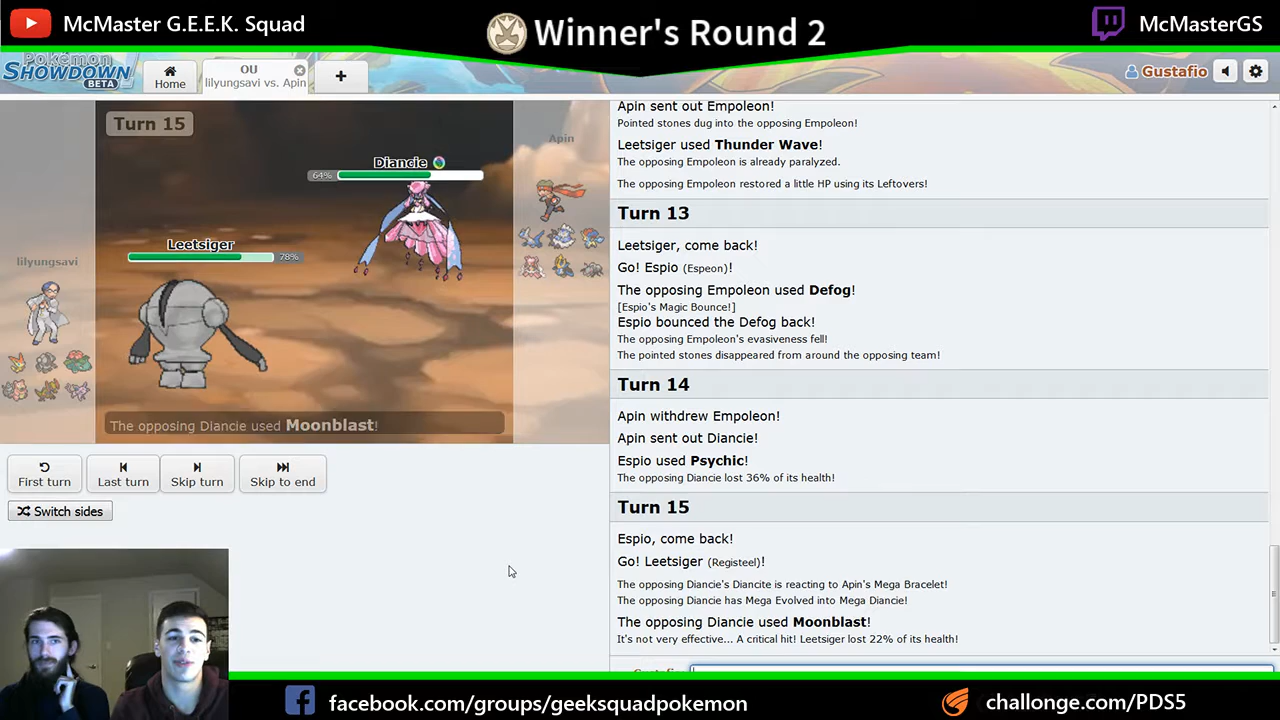 McMaster G.E.E.K. Squad
Winner's Round 2
McMasterGS
Pokémon
SHOWDOWN
BETA
Home
OU
lilyungsavi vs. Apin
Gustafio
Turn 15
Diancie
64%
Leetsiger
78%
lilyungsavi
Apin
The opposing Diancie used Moonblast!
First turn
Last turn
Skip turn
Skip to end
Switch sides
Apin sent out Empoleon!
Pointed stones dug into the opposing Empoleon!
Leetsiger used Thunder Wave!
The opposing Empoleon is already paralyzed.
The opposing Empoleon restored a little HP using its Leftovers!
Turn 13
Leetsiger, come back!
Go! Espio (Espeon)!
The opposing Empoleon used Defog!
[Espio's Magic Bounce!]
Espio bounced the Defog back!
The opposing Empoleon's evasiveness fell!
The pointed stones disappeared from around the opposing team!
Turn 14
Apin withdrew Empoleon!
Apin sent out Diancie!
Espio used Psychic!
The opposing Diancie lost 36% of its health!
Turn 15
Espio, come back!
Go! Leetsiger (Registeel)!
The opposing Diancie's Diancite is reacting to Apin's Mega Bracelet!
The opposing Diancie has Mega Evolved into Mega Diancie!
The opposing Diancie used Moonblast!
It's not very effective... A critical hit! Leetsiger lost 22% of its health!
facebook.com/groups/geeksquadpokemon
challonge.com/PDS5